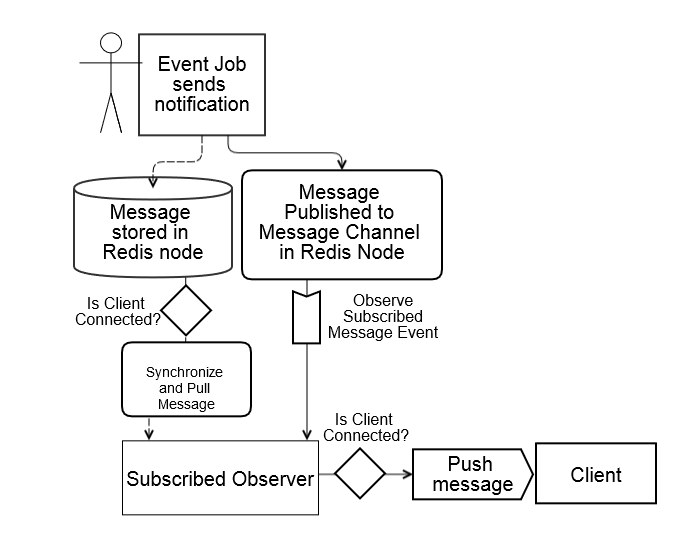 Event Job
sends
notification
Message
stored in
Redis node
Message
Published to
Message Channel
in Redis Node
Is Client
Connected?
Observe
Subscribed
Message Event
Synchronize
and Pull
Message
Is Client
Connected?
Subscribed Observer
Push
message
Client